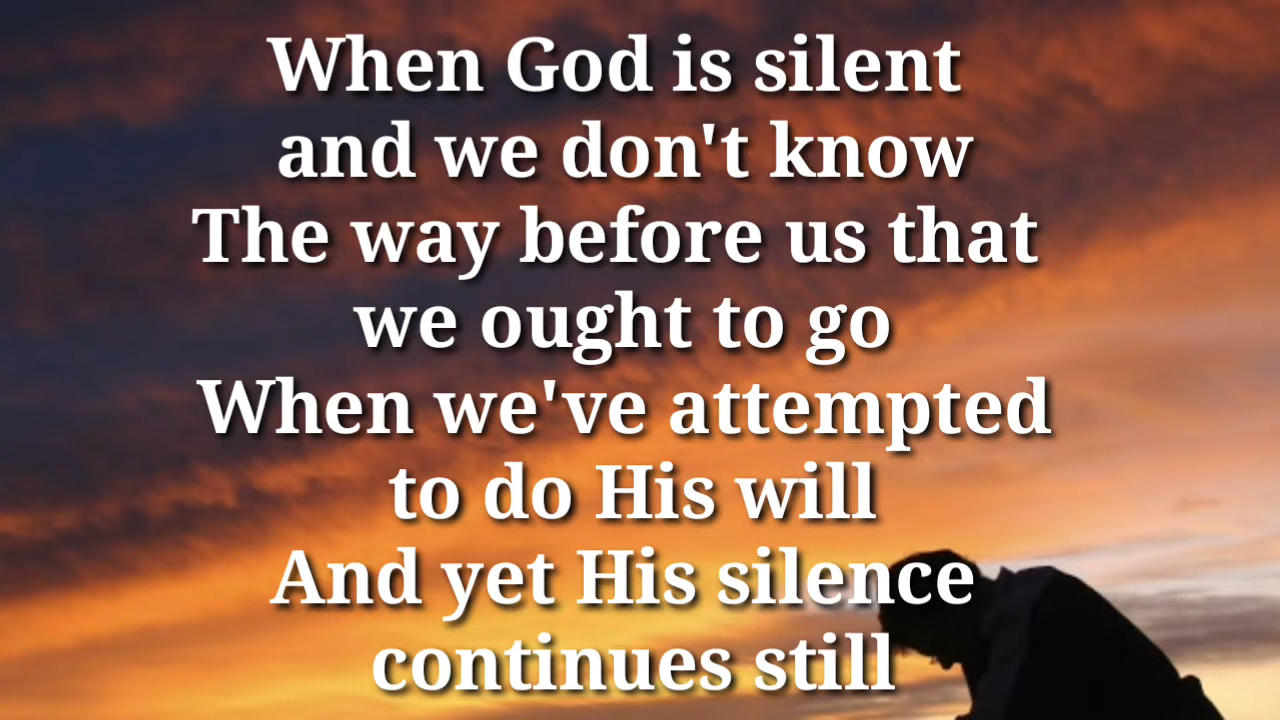 When God is silent
and we don't know
The way before us that
we ought to go
When we've attempted
to do His will
And yet His silence
continues still